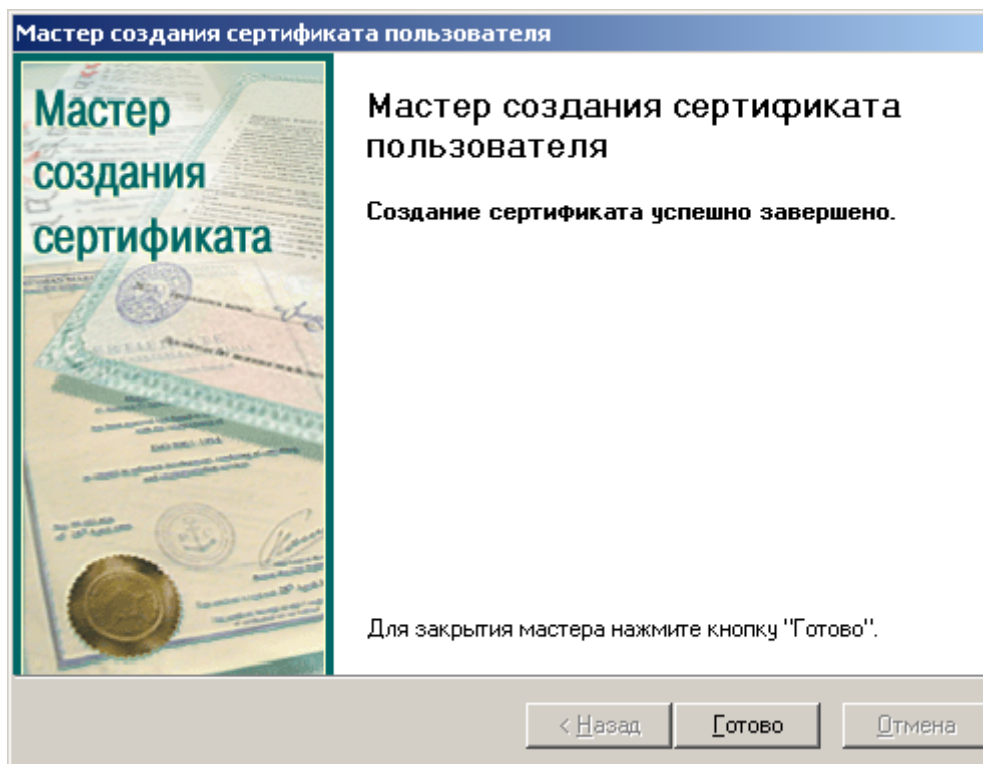 Мастер создания сертификата пользователя
Мастер
создания
сертификата
Мастер создания сертификата
пользователя
Создание сертификата успешно завершено.
Для закрытия мастера нажмите кнопку "Готово".
< Назад
Готово
Отмена